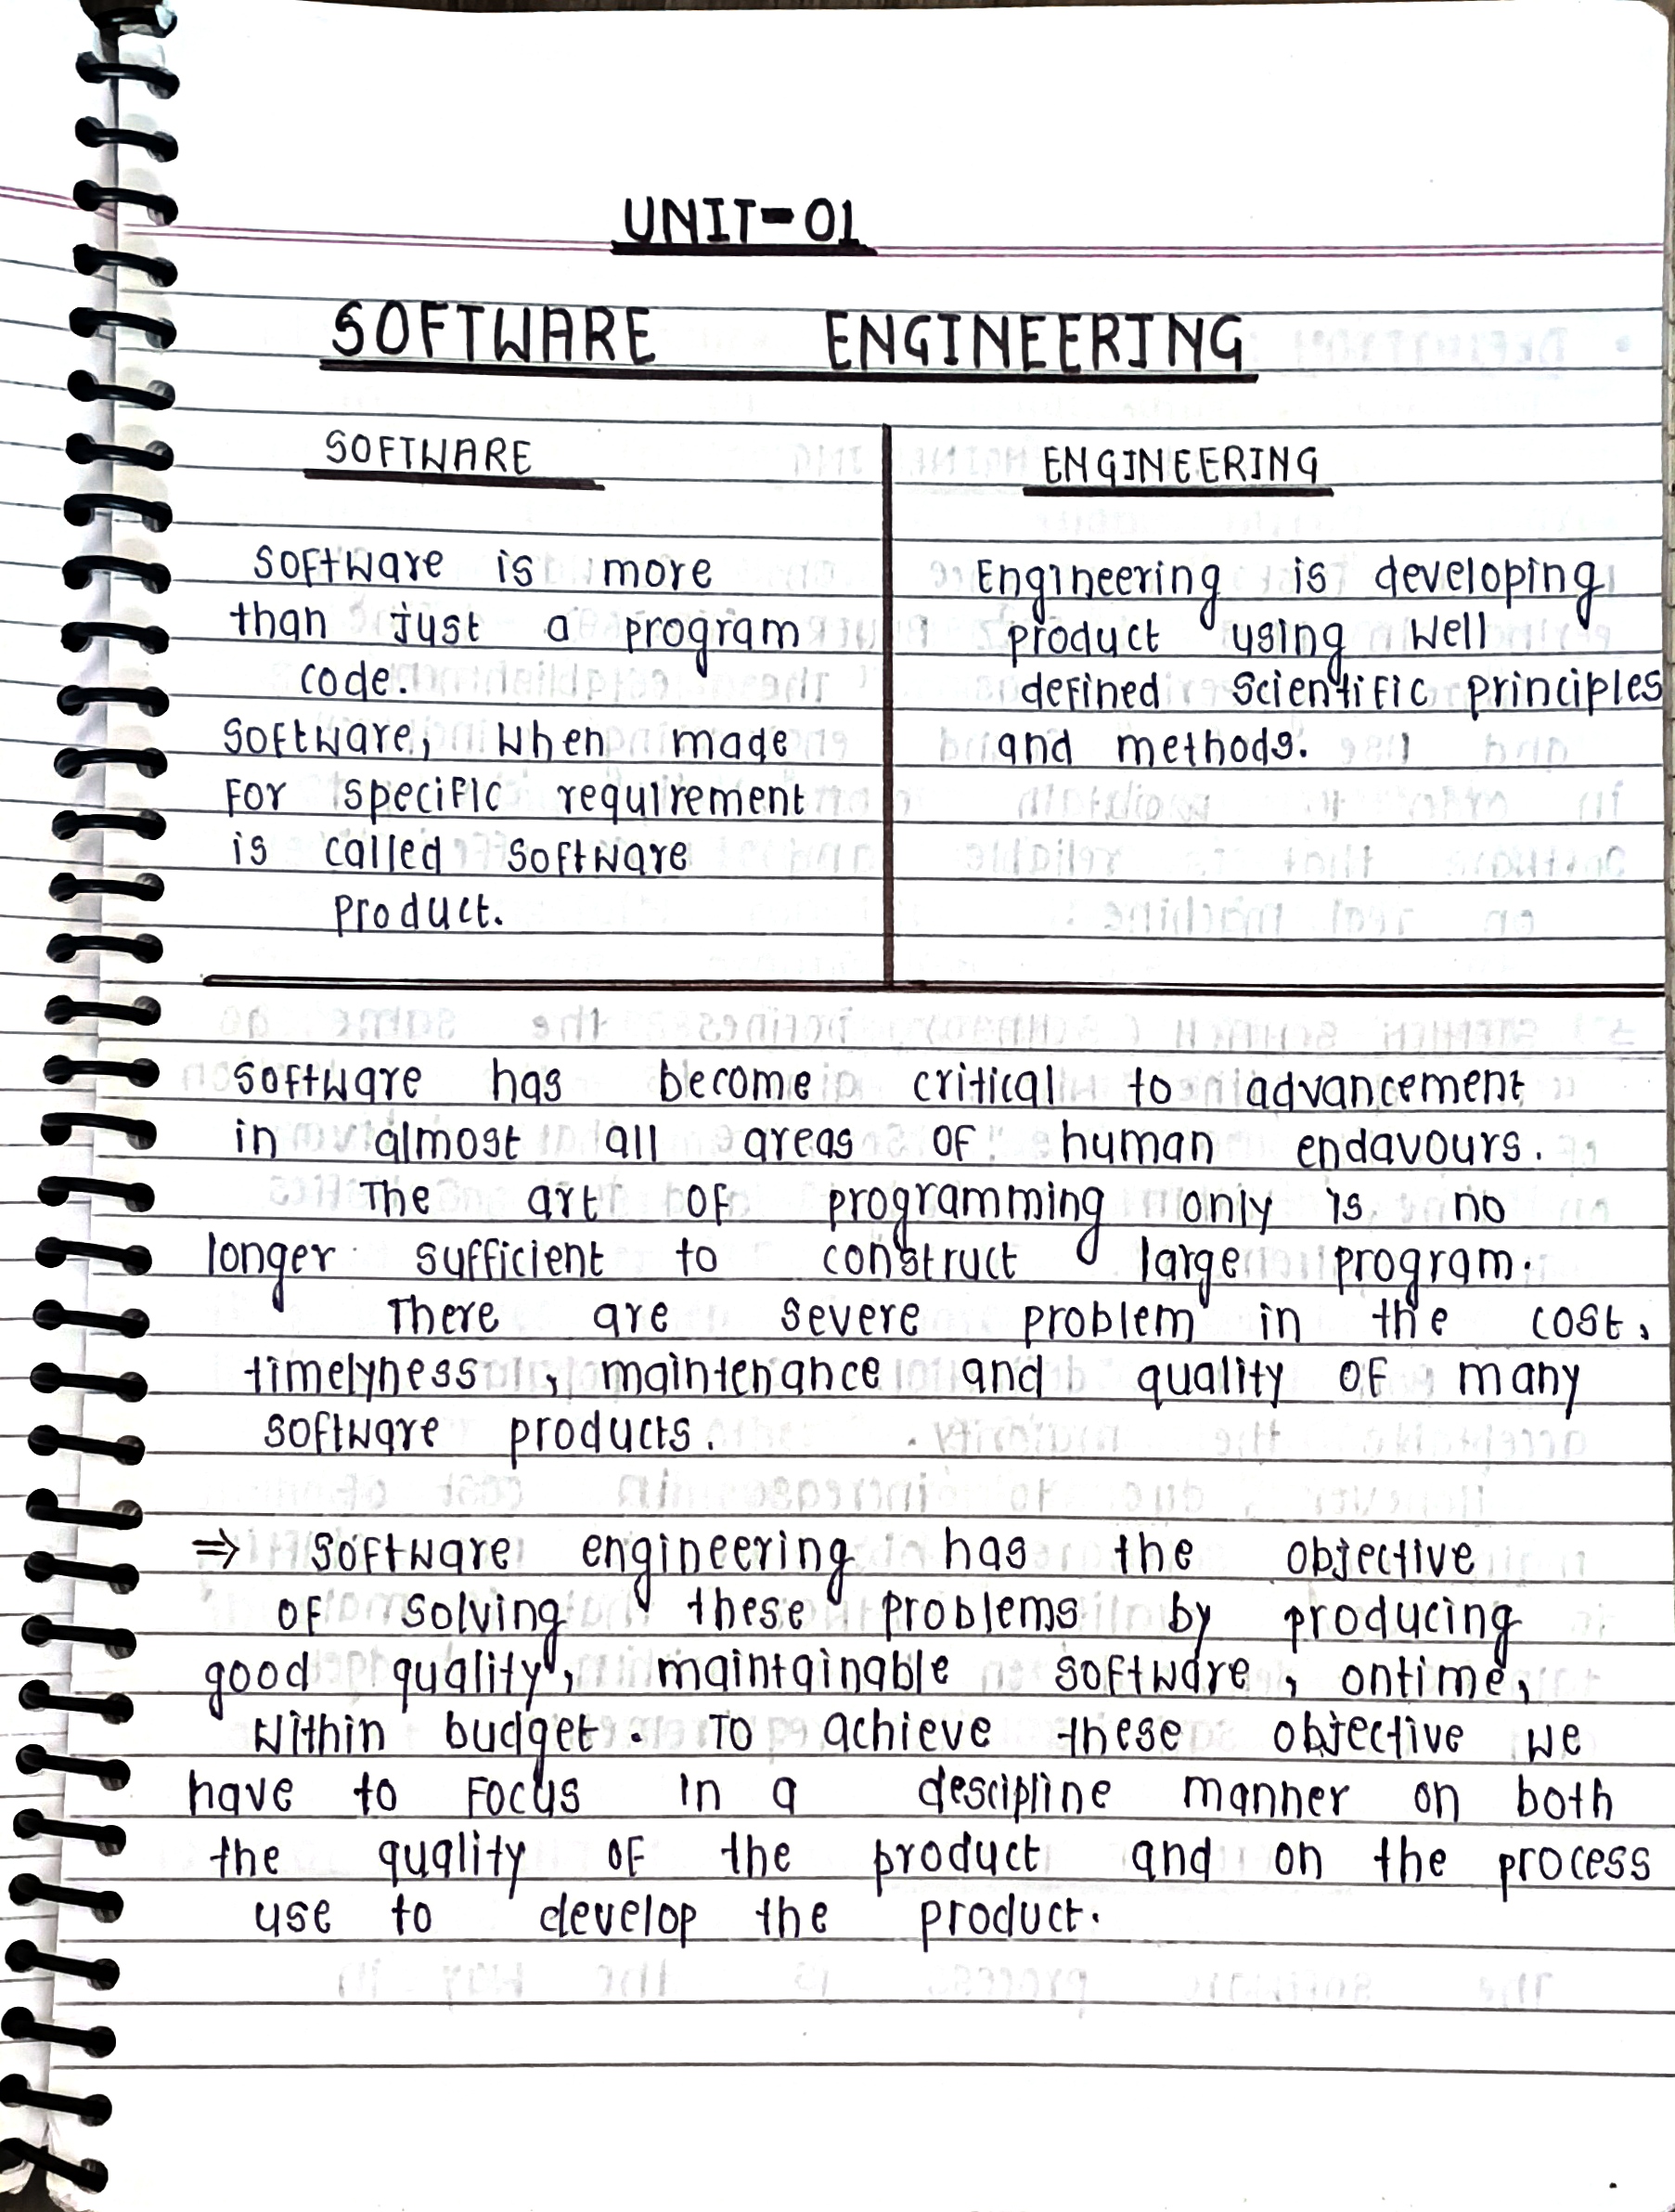 UNIT-01
SOFTWARE ENGINEERING
SOFTWARE
Software is more
than just a program
code.
Software, when made
for specific requirement
is called software
product.
ENGINEERING
Engineering is developing
product using well
defined scientific principles
and methods.
Software has become critical to advancement
in almost all areas of human endavours.
The art of programming only is no
longer sufficient to construct large program.
There are severe problem in the cost,
timelyness, maintenance and quality of many
software products.
⇒ Software engineering has the objective
of solving these problems by producing
good quality, maintainable software, ontime,
within budget. To achieve these objective we
have to focus in a descipline manner on both
the quality of the product and on the process
use to develop the product.